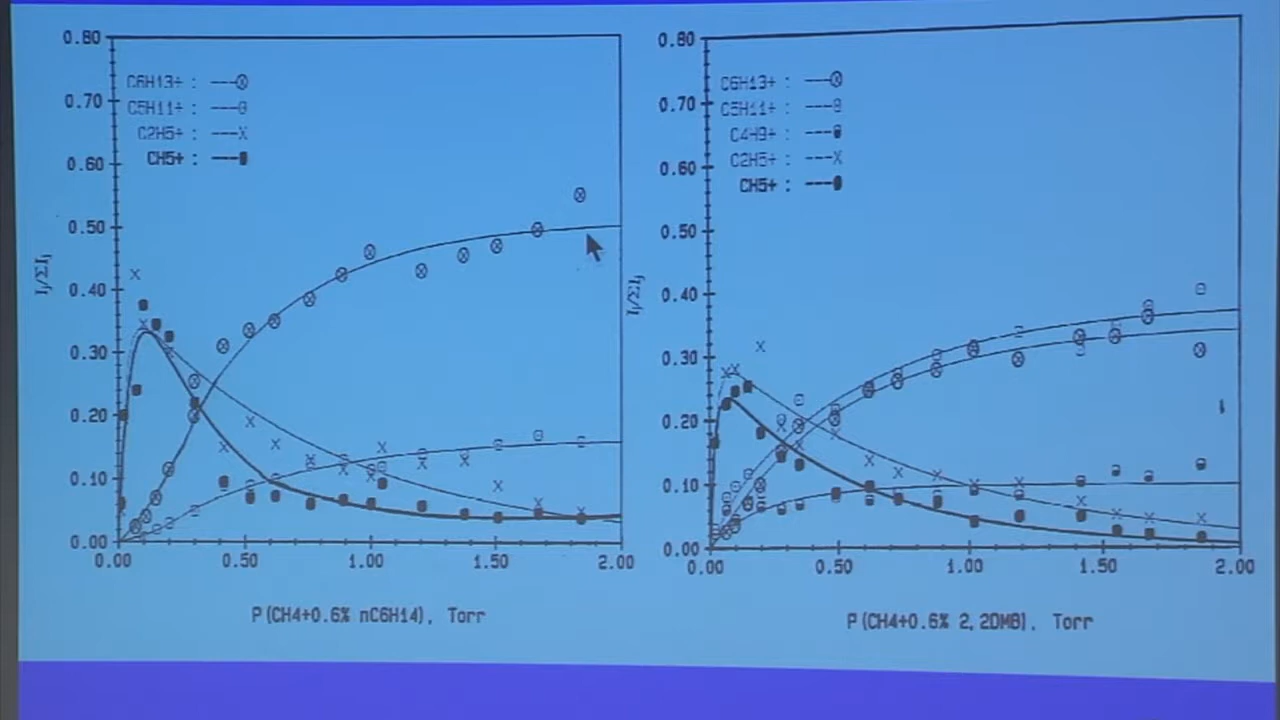 0.80
0.70
0.60
0.50
0.40
0.30
0.20
0.10
0.00
I_j/ΣI_j
C6H13+ :
C5H11+ :
C2H5+ :
CH5+ :
0.00 0.50 1.00 1.50 2.00
P(CH4+0.6% nC6H14), Torr
0.80
0.70
0.60
0.50
0.40
0.30
0.20
0.10
0.00
I_j/ΣI_j
C6H13+ :
C5H11+ :
C4H9+ :
C2H5+ :
CH5+ :
0.00 0.50 1.00 1.50 2.00
P(CH4+0.6% 2,2DMB), Torr